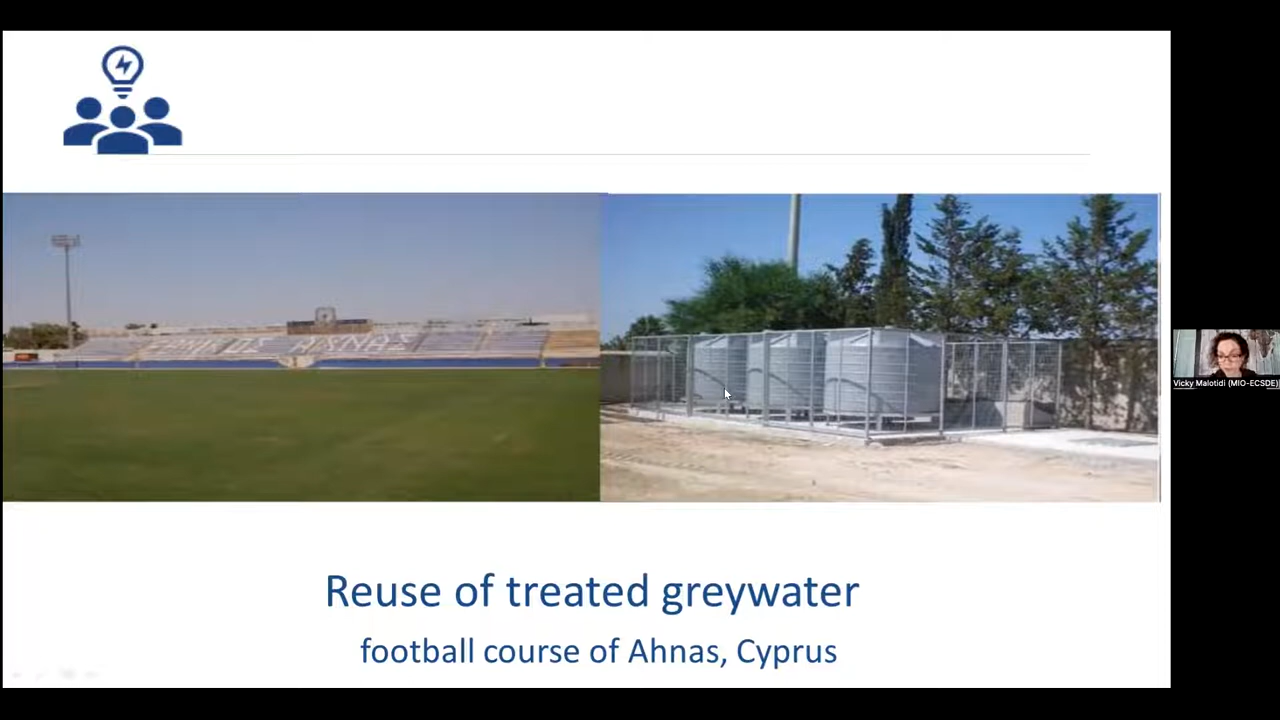 Reuse of treated greywater
football course of Ahnas, Cyprus
Vicky Malotidi (MIO-ECSDE)